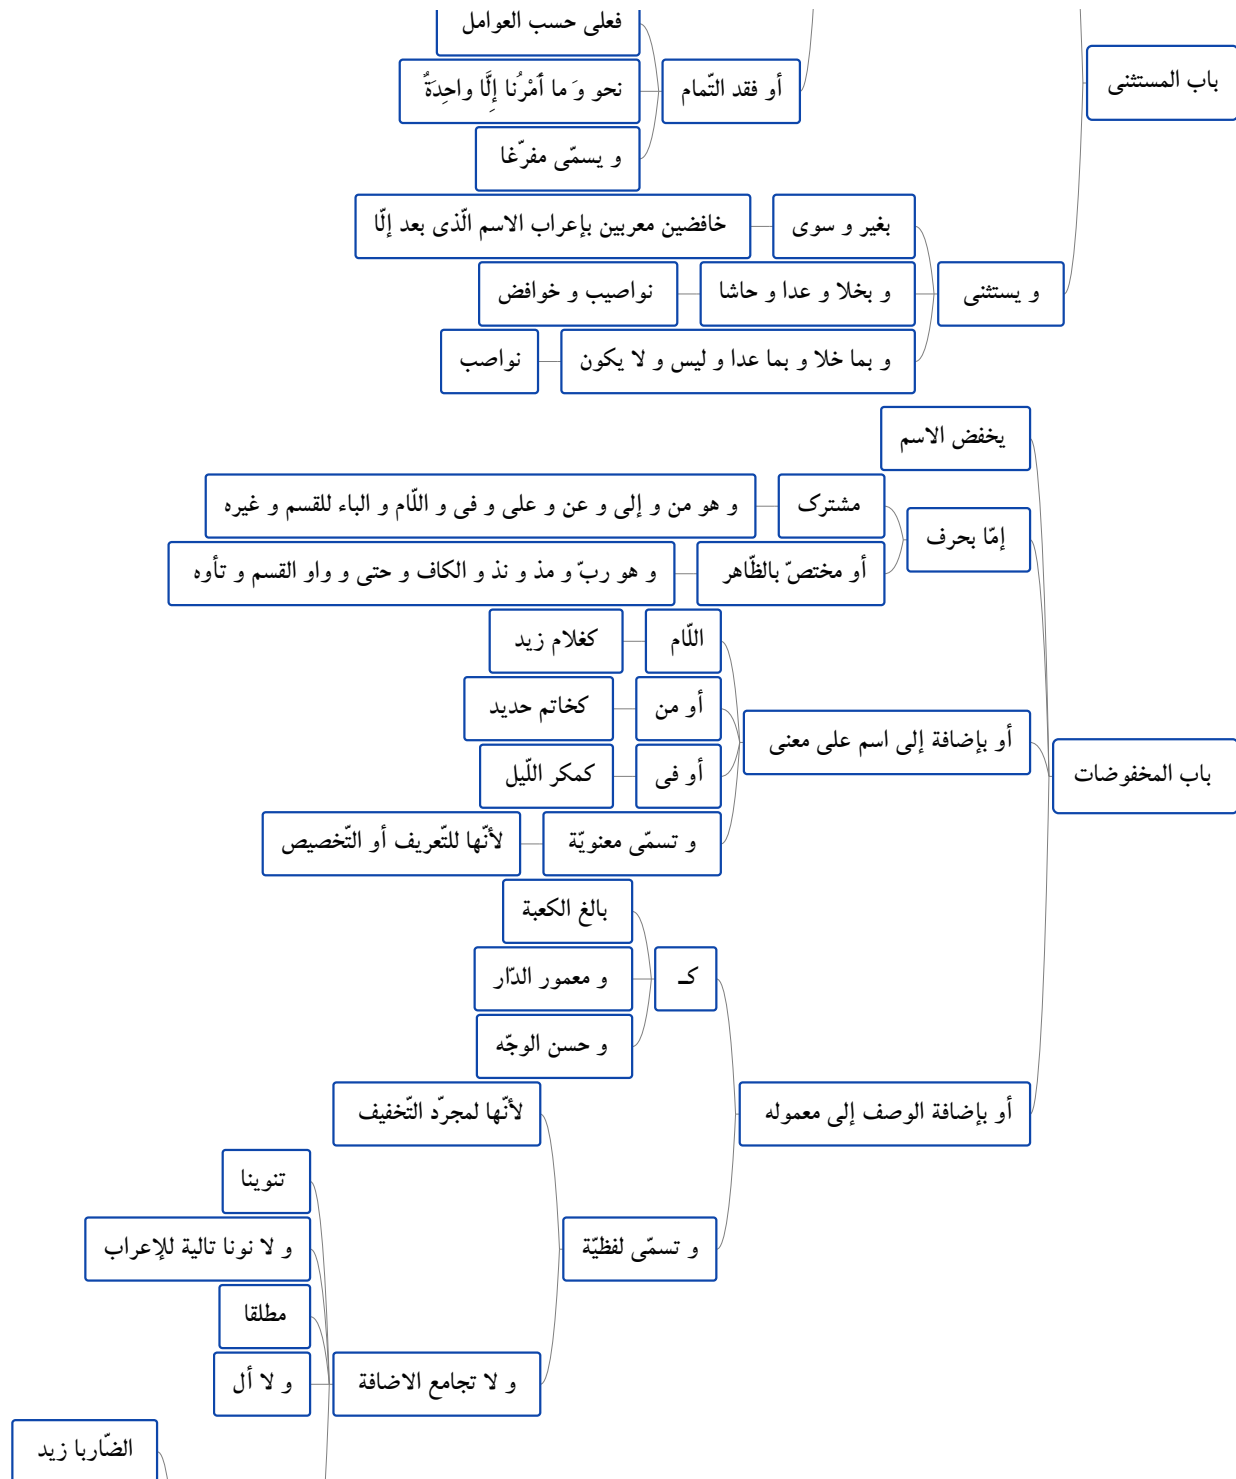 باب المستثنى
فعلى حسب العوامل
أو فقد التّمام
نحو وَ ما أَمْرُنا إِلَّا واحِدَةٌ
و يسمّى مفرّغا
و يستثنى
بغير و سوى
خافضين معربين بإعراب الاسم الّذى بعد إلّا
و بخلا و عدا و حاشا
نواصيب و خوافض
و بما خلا و بما عدا و ليس و لا يكون
نواصب
باب المخفوضات
يخفض الاسم
إمّا بحرف
مشترک
و هو من و إلى و عن و على و فى و اللّام و الباء للقسم و غيره
أو مختصّ بالظّاهر
و هو ربّ و مذ و نذ و الكاف و حتى و واو القسم و تأوه
أو بإضافة إلى اسم على معنى
اللّام
كغلام زيد
أو من
كخاتم حديد
أو فى
كمكر اللّيل
و تسمّى معنويّة
لأنّها للتّعريف أو التّخصيص
أو بإضافة الوصف إلى معموله
كـ
بالغ الكعبة
و معمور الدّار
و حسن الوجّه
و تسمّى لفظيّة
لأنّها لمجرّد التّخفيف
و لا تجامع الاضافة
تنوينا
و لا نونا تالية للإعراب
مطلقا
و لا أل
الضّاربا زيد